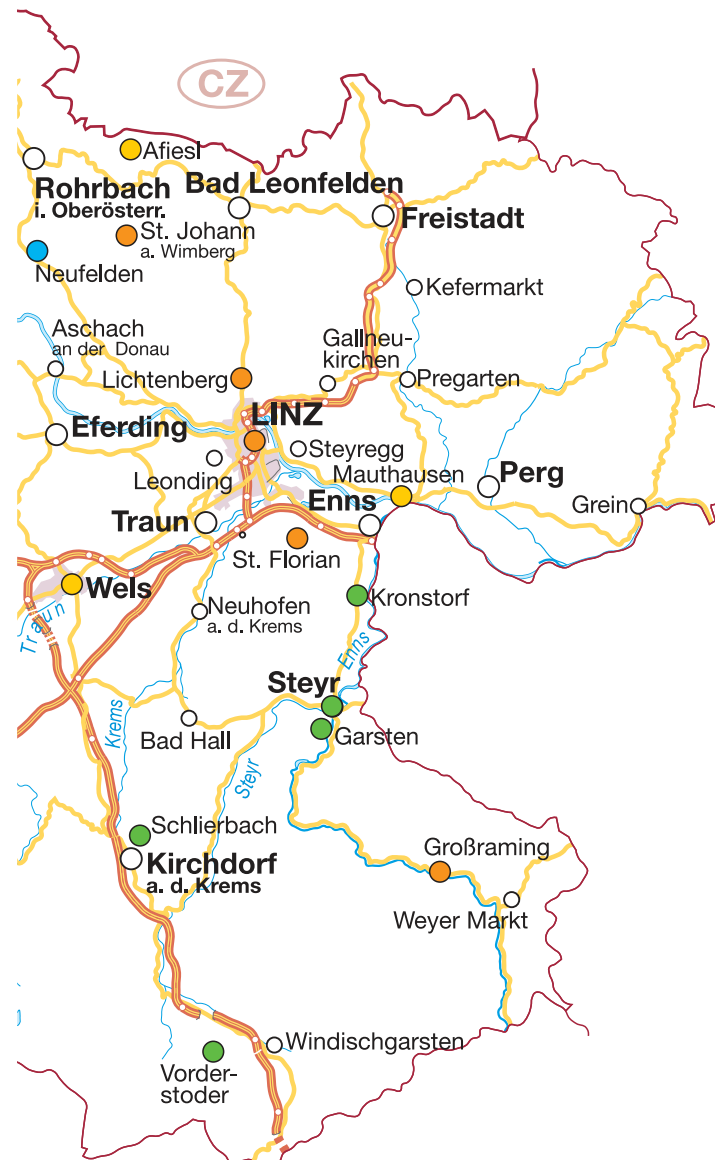 CZ
Afiesl
Rohrbach
i. Oberösterr.
Bad Leonfelden
Freistadt
St. Johann
a. Wimberg
Neufelden
Kefermarkt
Aschach
an der Donau
Gallneu-
kirchen
Lichtenberg
Pregarten
LINZ
Eferding
Steyregg
Leonding
Mauthausen
Perg
Enns
Grein
Traun
St. Florian
Wels
Kronstorf
Neuhofen
a. d. Krems
Traun
Enns
Steyr
Krems
Bad Hall
Garsten
Steyr
Schlierbach
Großraming
Kirchdorf
a. d. Krems
Weyer Markt
Windischgarsten
Vorder-
stoder